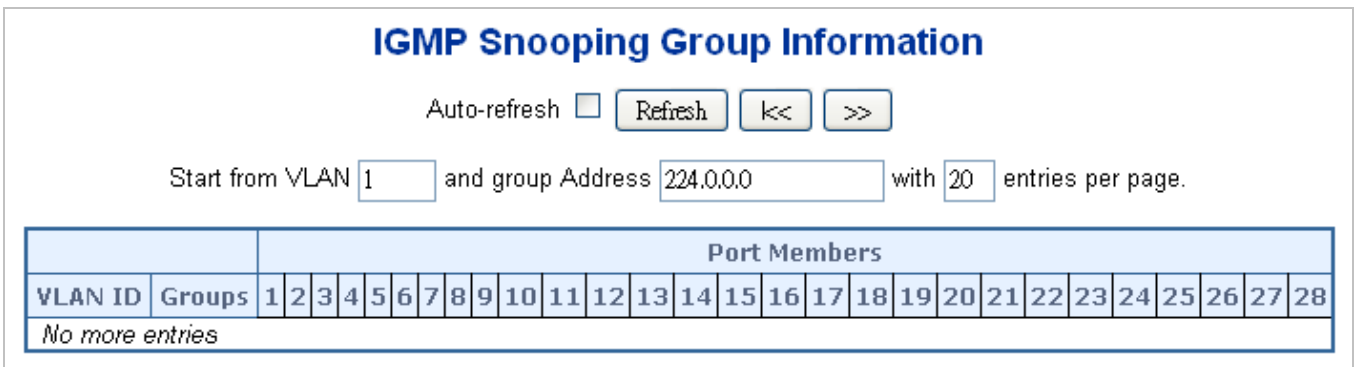 IGMP Snooping Group Information
Auto-refresh Refresh |<< >>
Start from VLAN 1 and group Address 224.0.0.0 with 20 entries per page.
Port Members
VLAN ID Groups 1 2 3 4 5 6 7 8 9 10 11 12 13 14 15 16 17 18 19 20 21 22 23 24 25 26 27 28
No more entries